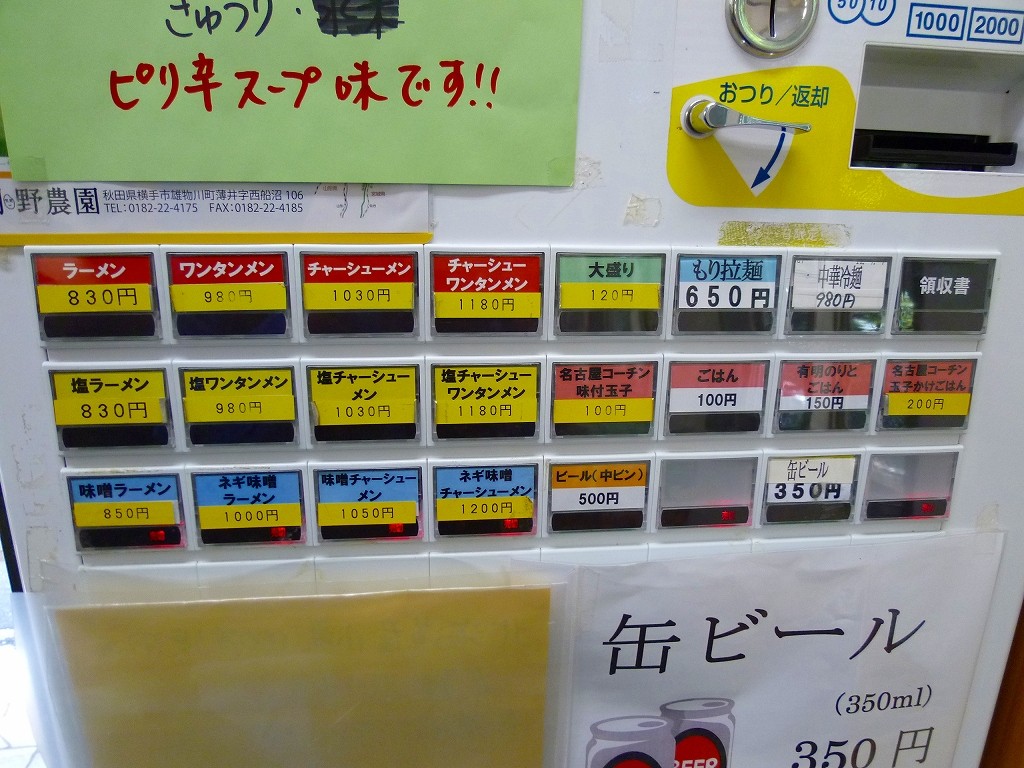 きゅうり・
ピリ辛スープ味です!!
50 10
1000 2000
おつり／返却
野農園
秋田県横手市雄物川町薄井字西船沼 106
TEL：0182-22-4175 FAX：0182-22-4185
ラーメン
830円
ワンタンメン
980円
チャーシューメン
1030円
チャーシュー
ワンタンメン
1180円
大盛り
120円
もり拉麺
650円
中華冷麺
980円
領収書
塩ラーメン
830円
塩ワンタンメン
980円
塩チャーシュー
メン
1030円
塩チャーシュー
ワンタンメン
1180円
名古屋コーチン
味付玉子
100円
ごはん
100円
有明のりと
ごはん
150円
名古屋コーチン
玉子かけごはん
200円
味噌ラーメン
850円
ネギ味噌
ラーメン
1000円
味噌チャーシュー
メン
1050円
ネギ味噌
チャーシューメン
1200円
ビール(中ビン)
500円
缶ビール
350円
缶ビール
(350ml)
350円
BEER